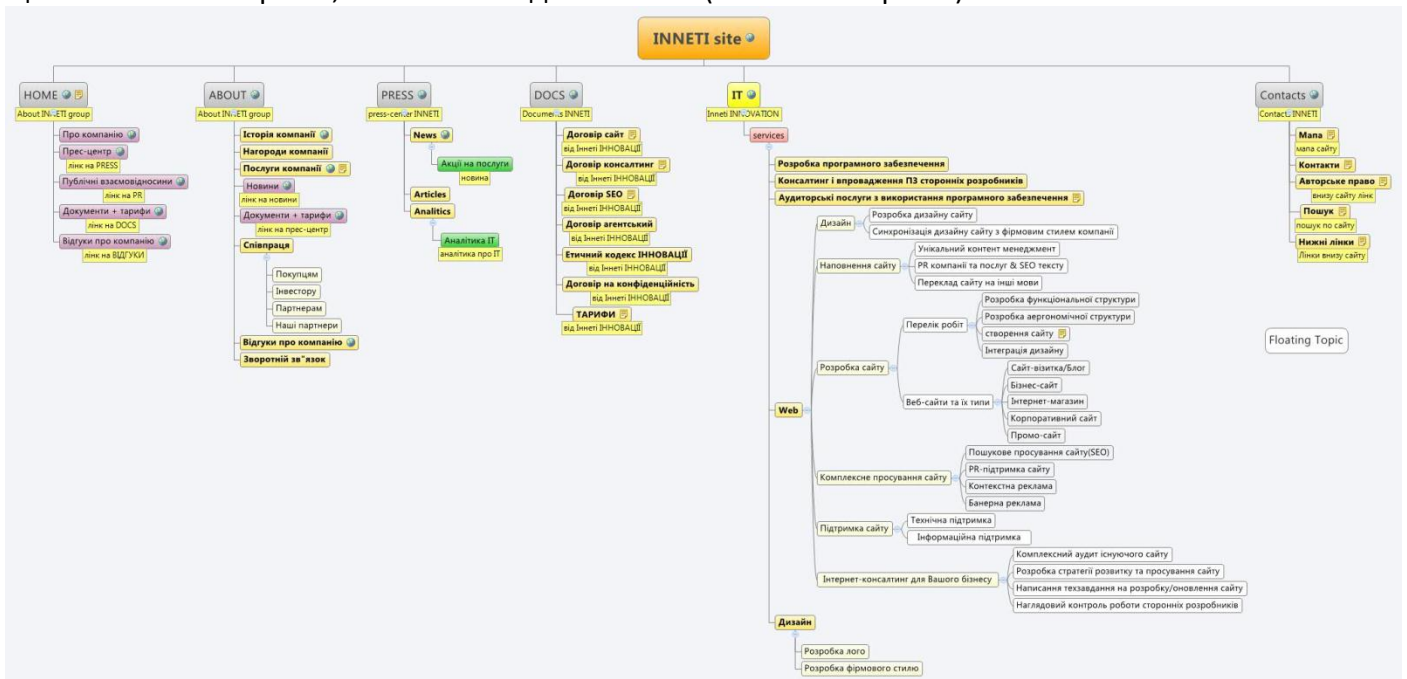 INNETI site
HOME
About INNETI group
Про компанію
Прес-центр
лінк на PRESS
Публічні взаємовідносини
лінк на PR
Документи + тарифи
лінк на DOCS
Відгуки про компанію
лінк на ВІДГУКИ
ABOUT
About INNETI group
Історія компанії
Нагороди компанії
Послуги компанії
Новини
лінк на новини
Документи + тарифи
лінк на прес-центр
Співпраця
Покупцям
Інвестору
Партнерам
Наші партнери
Відгуки про компанію
Зворотній зв"язок
PRESS
press-center INNETI
News
Акції на послуги
новина
Articles
Analitics
Аналітика IT
аналітика про IT
DOCS
Documents INNETI
Договір сайт
від Іннеті ІННОВАЦІЇ
Договір консалтинг
від Іннеті ІННОВАЦІЇ
Договір SEO
від Іннеті ІННОВАЦІЇ
Договір агентський
від Іннеті ІННОВАЦІЇ
Етичний кодекс ІННОВАЦІЇ
від Іннеті ІННОВАЦІЇ
Договір на конфіденційність
від Іннеті ІННОВАЦІЇ
ТАРИФИ
від Іннеті ІННОВАЦІЇ
IT
Inneti INNOVATION
services
Розробка програмного забезпечення
Консалтинг і впровадження ПЗ сторонніх розробників
Аудиторські послуги з використання програмного забезпечення
Web
Дизайн
Розробка дизайну сайту
Синхронізація дизайну сайту з фірмовим стилем компанії
Наповнення сайту
Унікальний контент менеджмент
PR компанії та послуг & SEO тексту
Переклад сайту на інші мови
Розробка сайту
Перелік робіт
Розробка функціональної структури
Розробка аергономічної структури
створення сайту
Інтеграція дизайну
Веб-сайти та їх типи
Сайт-візитка/Блог
Бізнес-сайт
Інтернет-магазин
Корпоративний сайт
Промо-сайт
Комплексне просування сайту
Пошукове просування сайту(SEO)
PR-підтримка сайту
Контекстна реклама
Банерна реклама
Підтримка сайту
Технічна підтримка
Інформаційна підтримка
Інтернет-консалтинг для Вашого бізнесу
Комплексний аудит існуючого сайту
Розробка стратегії розвитку та просування сайту
Написання техзавдання на розробку/оновлення сайту
Наглядовий контроль роботи сторонніх розробників
Дизайн
Розробка лого
Розробка фірмового стилю
Contacts
Contacts INNETI
Мапа
мапа сайту
Контакти
Авторське право
внизу сайту лінк
Пошук
пошук по сайту
Нижні лінки
Лінки внизу сайту
Floating Topic